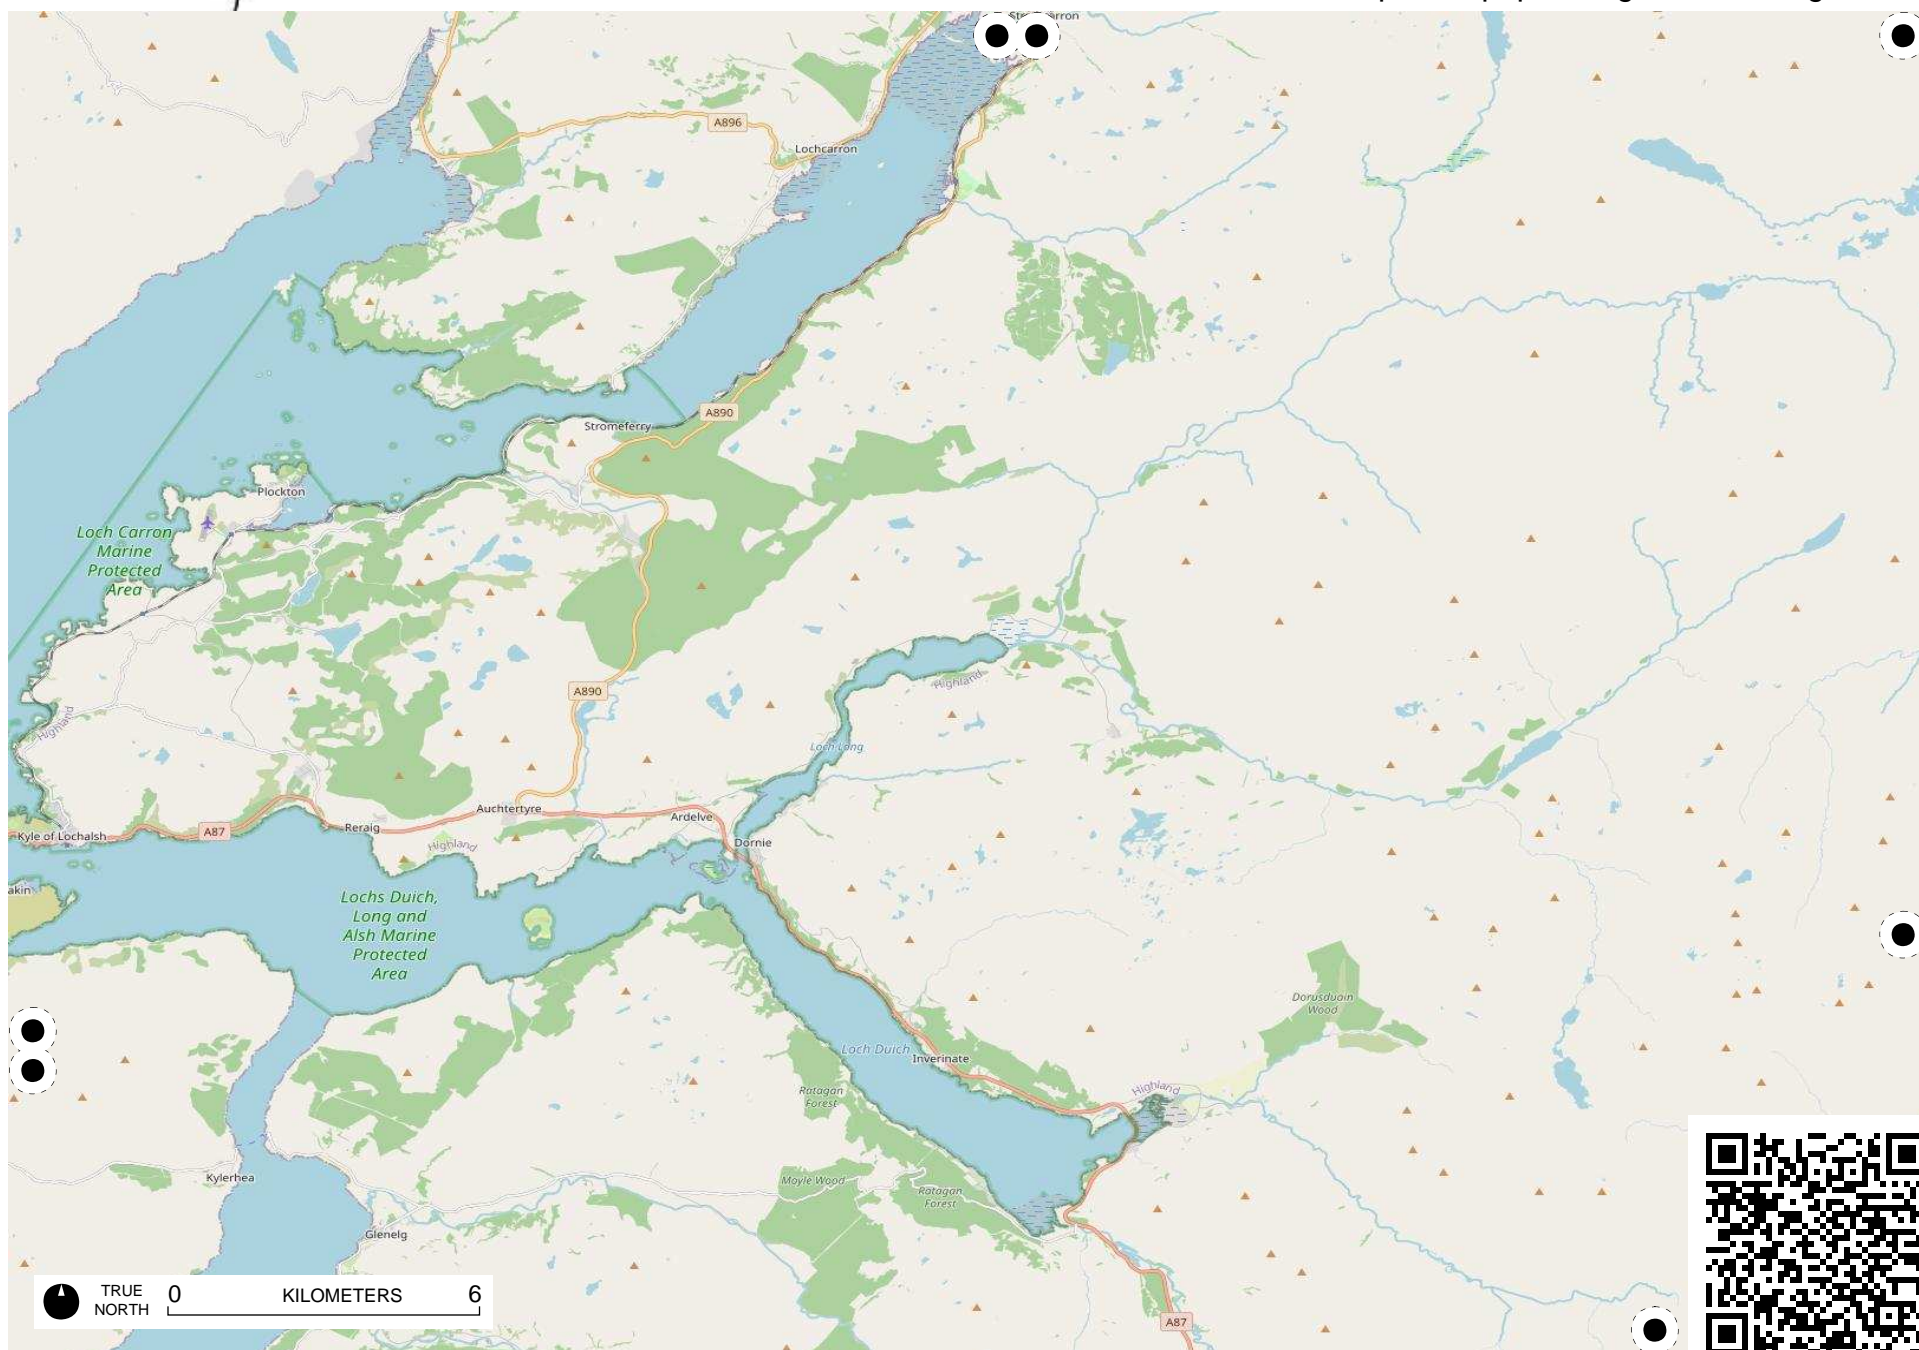 A896
Lochcarron
A890
Stromeferry
Plockton
Loch Carron
Marine
Protected
Area
Highland
Highland
A890
Loch Long
Auchtertyre
Ardelve
Reraig
A87
Kyle of Lochalsh
Highland
Dornie
akin
Lochs Duich,
Long and
Alsh Marine
Protected
Area
Dorusduain
Wood
Loch Duich
Inverinate
Ratagan
Forest
Highland
Kylerhea
Moyle Wood
Ratagan
Forest
Glenelg
TRUE
NORTH
0 KILOMETERS 6
A87